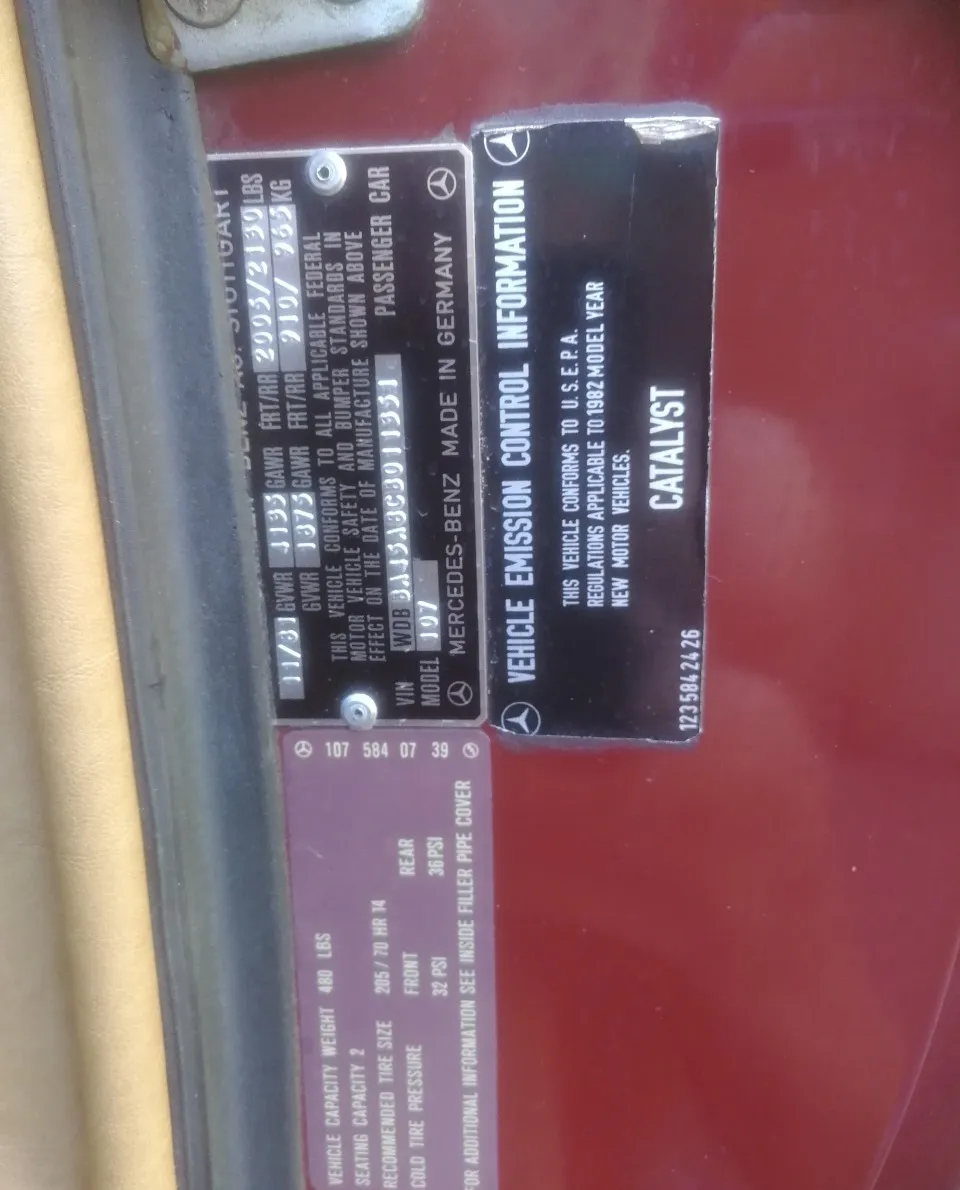 STUTTGART
11/81 GVWR 4135 GAWR FRT/RR 2005/2130 LBS
GVWR 1875 GAWR FRT/RR 910/ 965 KG
THIS VEHICLE CONFORMS TO ALL APPLICABLE FEDERAL
MOTOR VEHICLE SAFETY AND BUMPER STANDARDS IN
EFFECT ON THE DATE OF MANUFACTURE SHOWN ABOVE
VIN WDB PASSENGER CAR
MODEL 107
MERCEDES-BENZ MADE IN GERMANY
VEHICLE EMISSION CONTROL INFORMATION
THIS VEHICLE CONFORMS TO U.S.E.P.A.
REGULATIONS APPLICABLE TO 1982 MODEL YEAR
NEW MOTOR VEHICLES.
CATALYST
123 584 24 26
107 584 07 39
VEHICLE CAPACITY WEIGHT 480 LBS
SEATING CAPACITY 2
RECOMMENDED TIRE SIZE 205/70 HR 14
FRONT REAR
COLD TIRE PRESSURE 32 PSI 36 PSI
FOR ADDITIONAL INFORMATION SEE INSIDE FILLER PIPE COVER